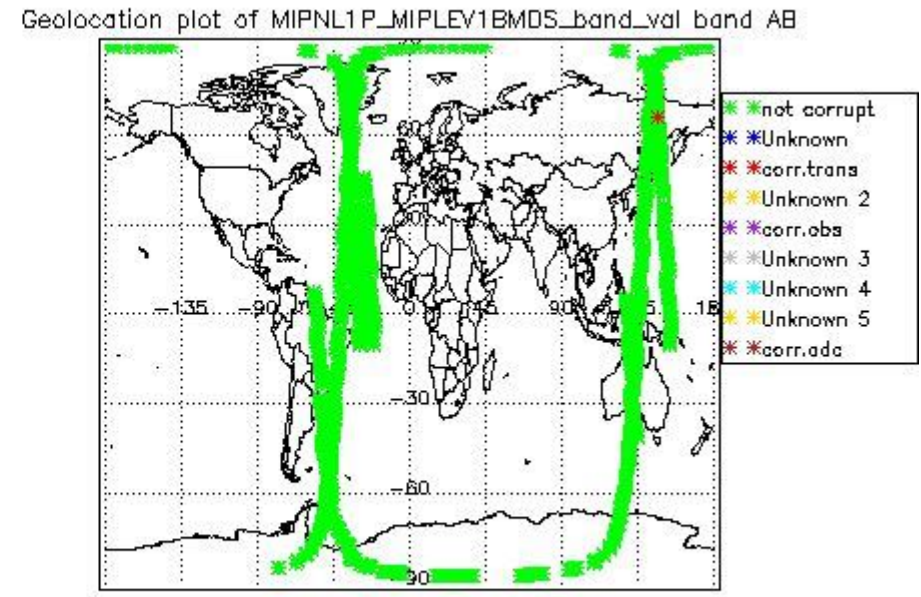 Geolocation plot of MIPNL1P_MIPLEV1BMDS_band_val band AB
60
-135 -90 0 45 90
-30
-60
not corrupt
Unknown
corr.trans
Unknown 2
corr.obs
Unknown 3
Unknown 4
Unknown 5
corr.adc